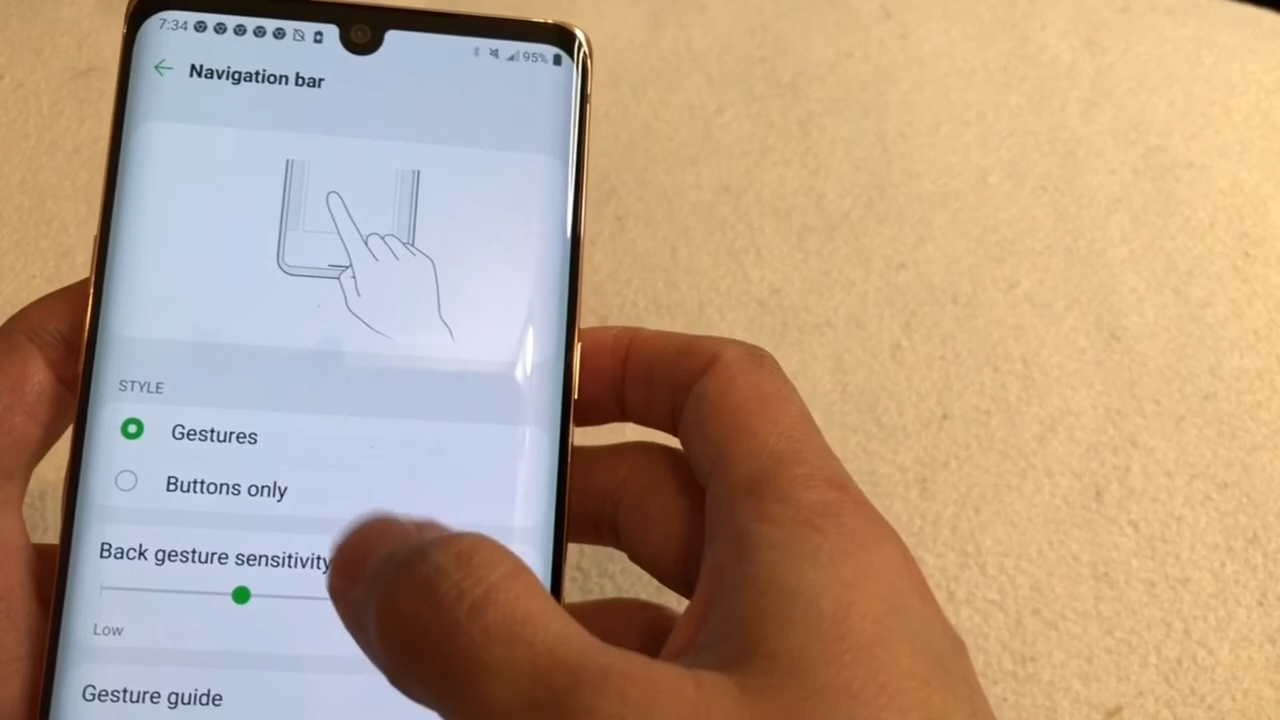 7:34 95%
Navigation bar
STYLE
Gestures
Buttons only
Back gesture sensitivity
Low
Gesture guide